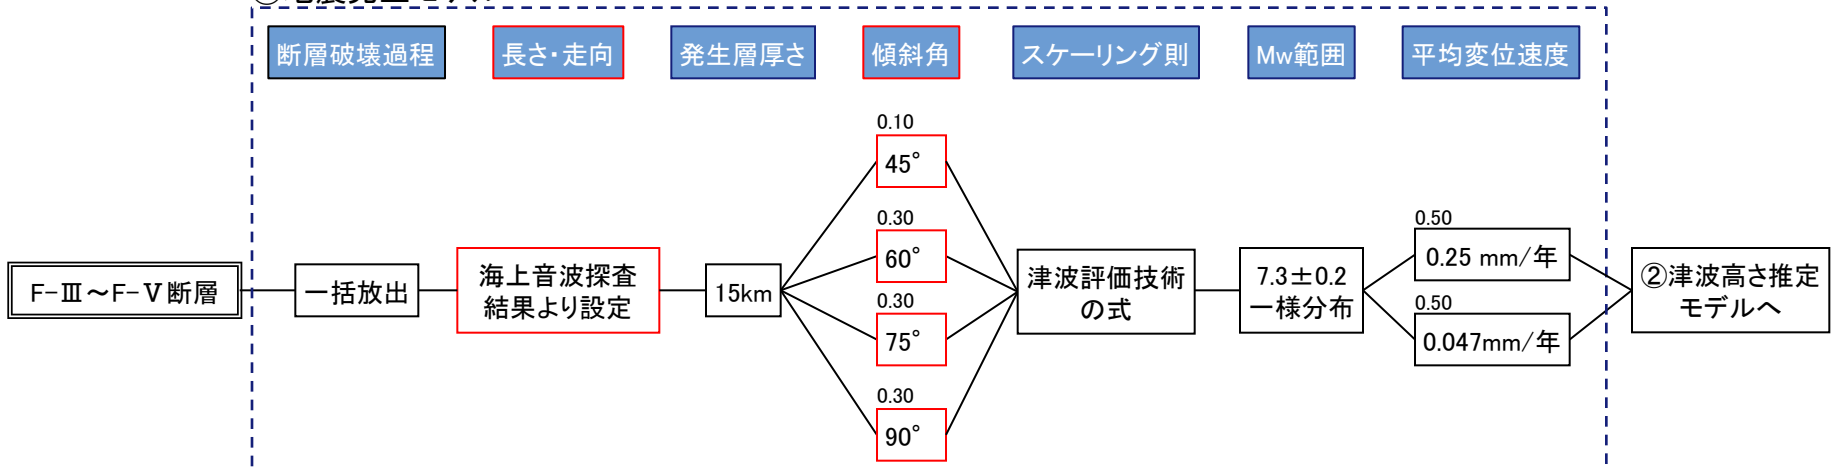 断層破壊過程
長さ・走向
発生層厚さ
傾斜角
スケーリング則
Mw範囲
平均変位速度
F-Ⅲ～F-Ⅴ断層
一括放出
海上音波探査
結果より設定
15km
0.10
45°
0.30
60°
0.30
75°
0.30
90°
津波評価技術
の式
7.3±0.2
一様分布
0.50
0.25 mm/年
0.50
0.047mm/年
②津波高さ推定
モデルへ